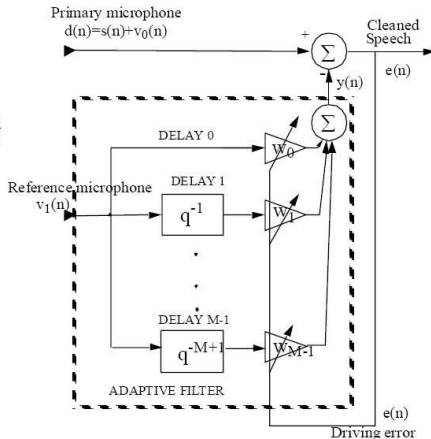 Primary microphone
d(n)=s(n)+v₀(n)
Cleaned
Speech
+
Σ
-
y(n)
e(n)
Σ
DELAY 0
W₀
Reference microphone
v₁(n)
DELAY 1
q⁻¹
W₁
.
.
.
DELAY M-1
q⁻ᴹ⁺¹
W_M-1
ADAPTIVE FILTER
e(n)
Driving error